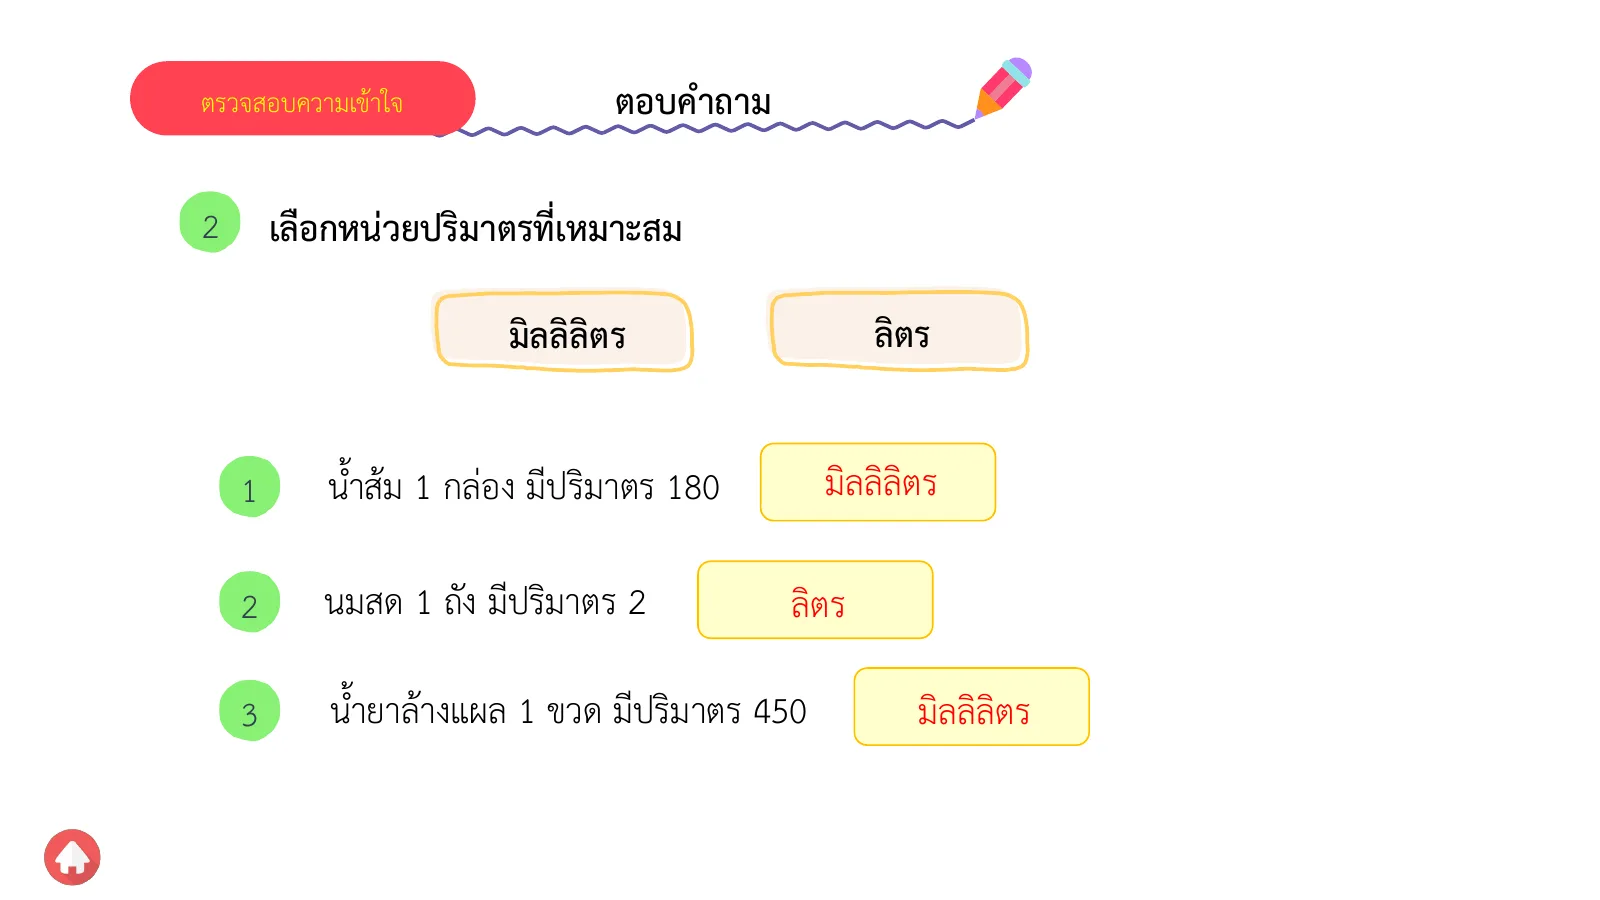 ตรวจสอบความเข้าใจ
ตอบคำถาม
2 เลือกหน่วยปริมาตรที่เหมาะสม
มิลลิลิตร ลิตร
1 น้ำส้ม 1 กล่อง มีปริมาตร 180 มิลลิลิตร
2 นมสด 1 ถัง มีปริมาตร 2 ลิตร
3 น้ำยาล้างแผล 1 ขวด มีปริมาตร 450 มิลลิลิตร